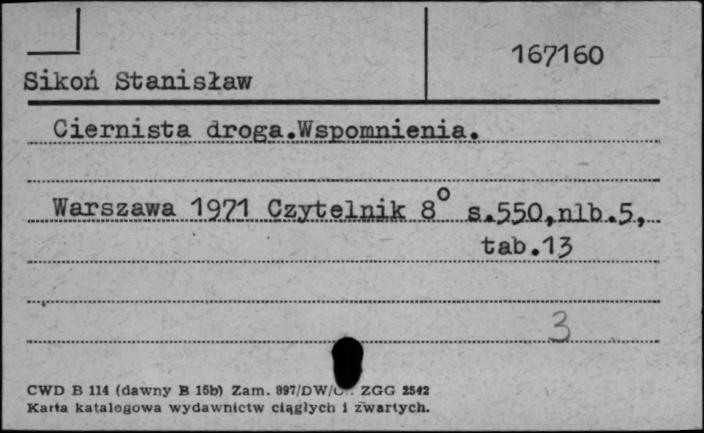 167160
Sikoń Stanisław
Ciernista droga.Wspomnienia.
Warszawa 1971 Czytelnik 8° s.550,nlb.5,
tab.13
3
CWD B 114 (dawny B 15b) Zam. 897/DW/ ZGG 2542
Karta katalogowa wydawnictw ciągłych i zwartych.